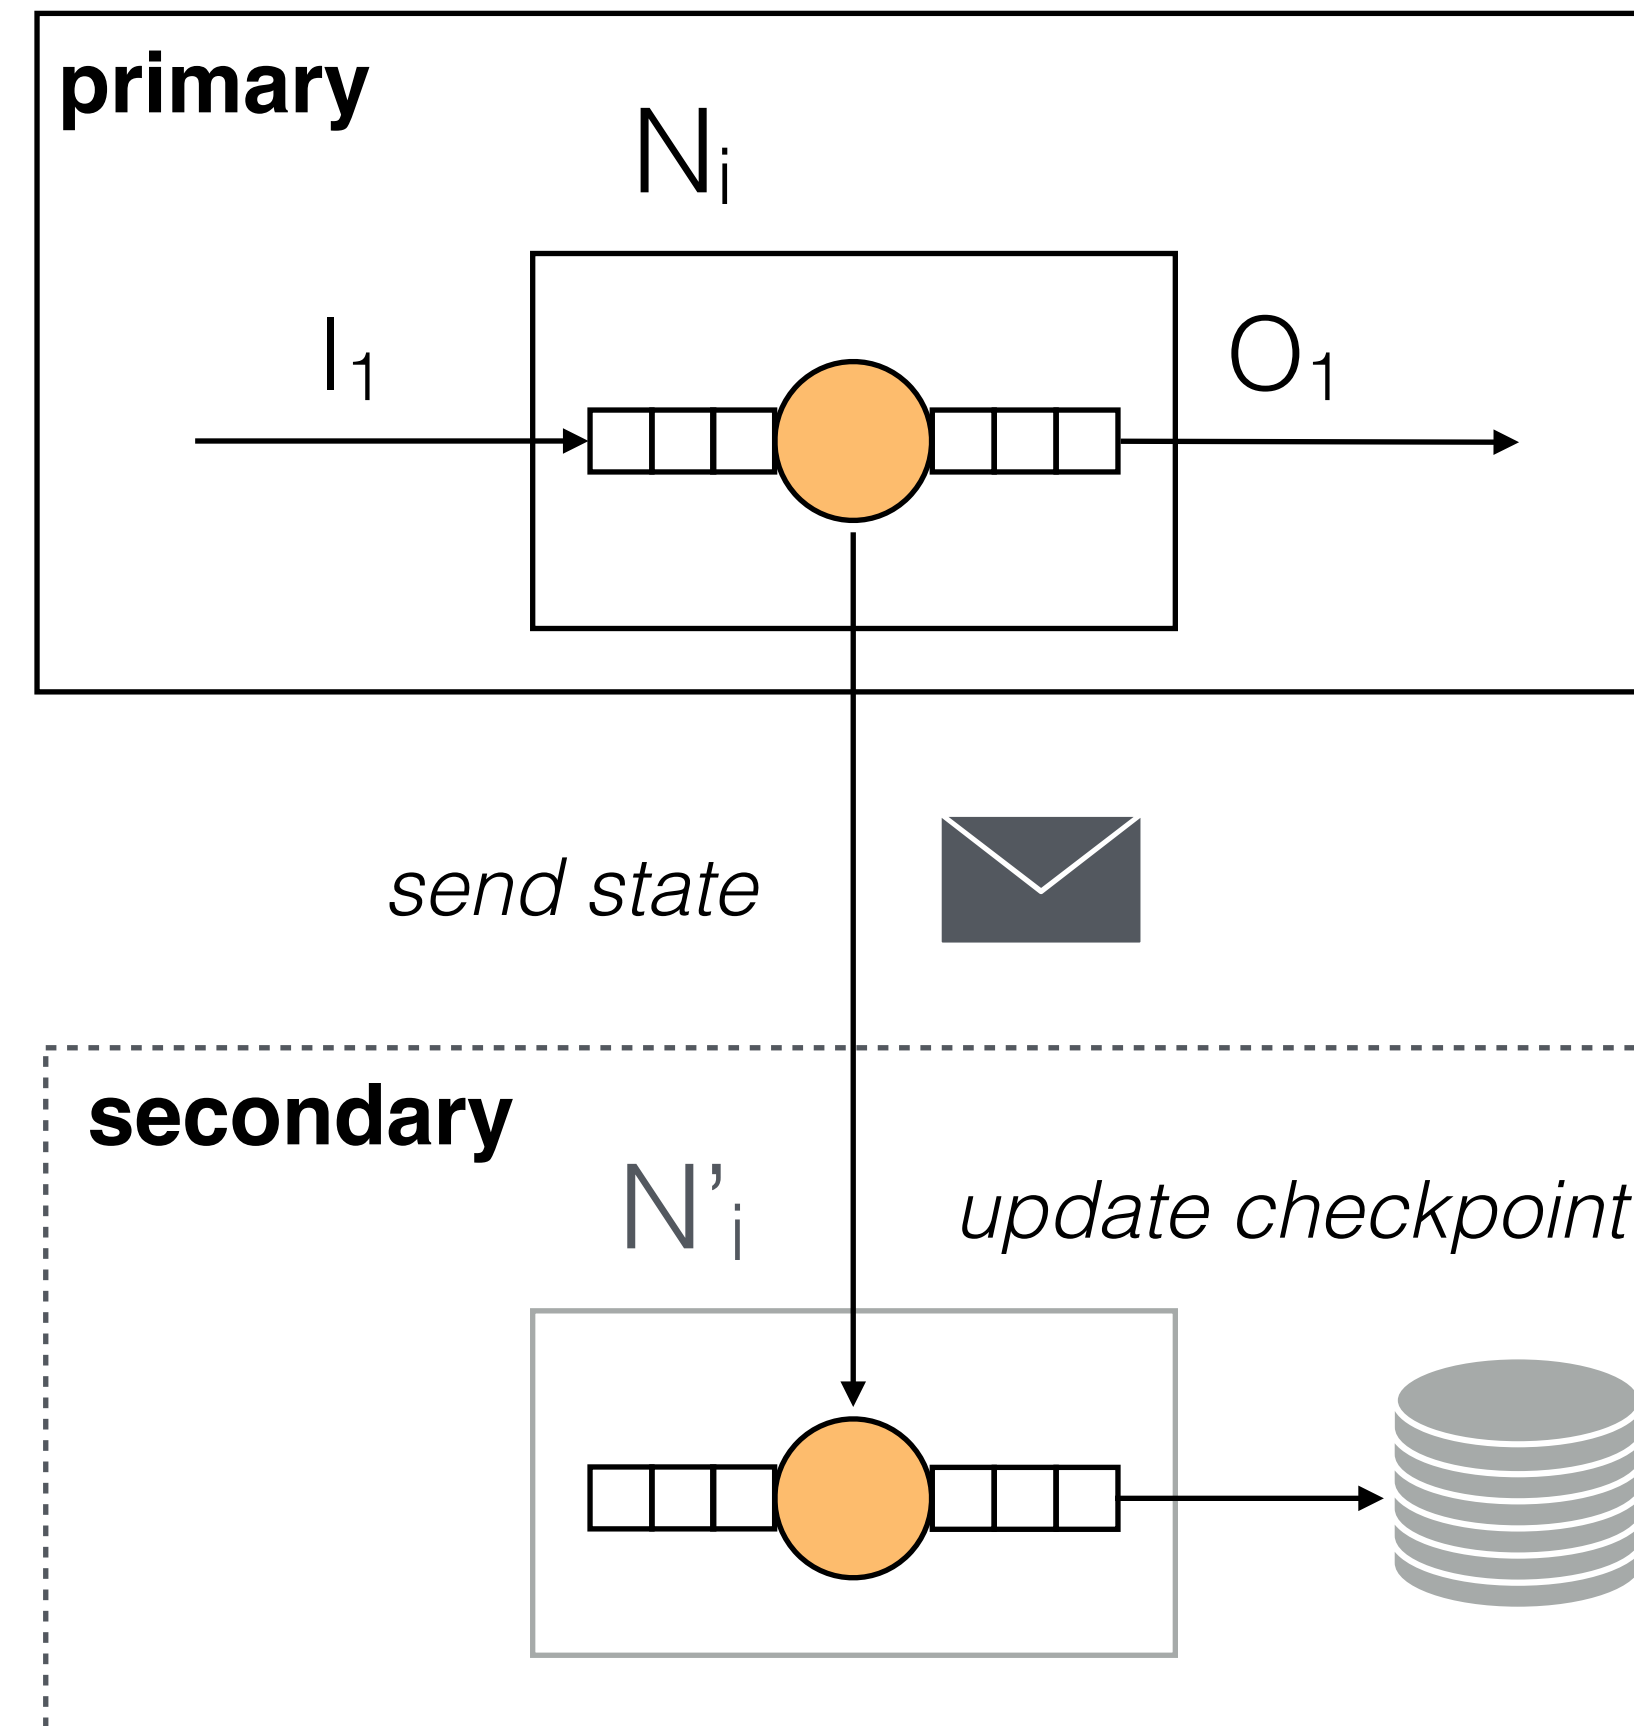 primary
Nᵢ
I₁
O₁
send state
secondary
N’ᵢ
update checkpoint